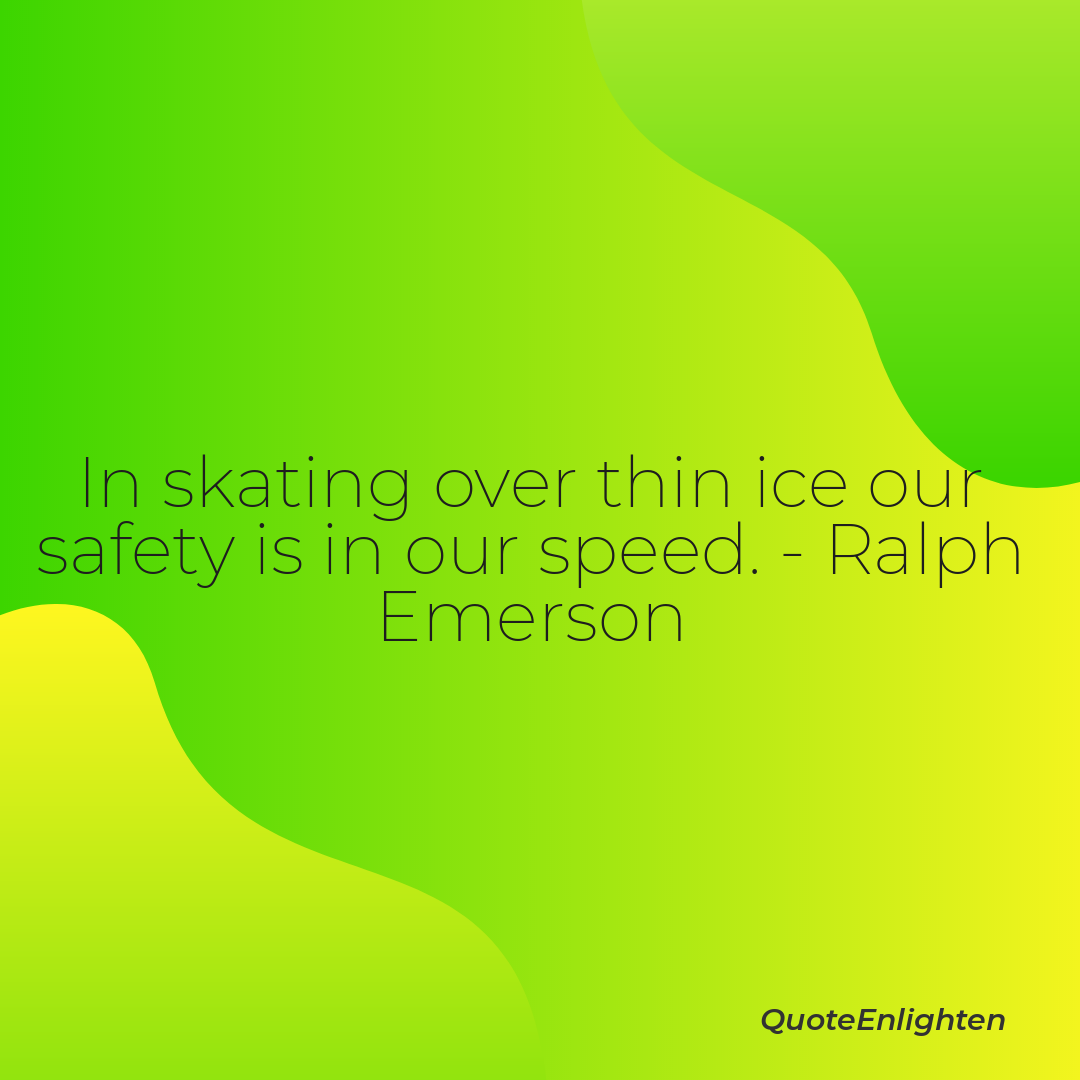 In skating over thin ice our
safety is in our speed. - Ralph
Emerson
QuoteEnlighten